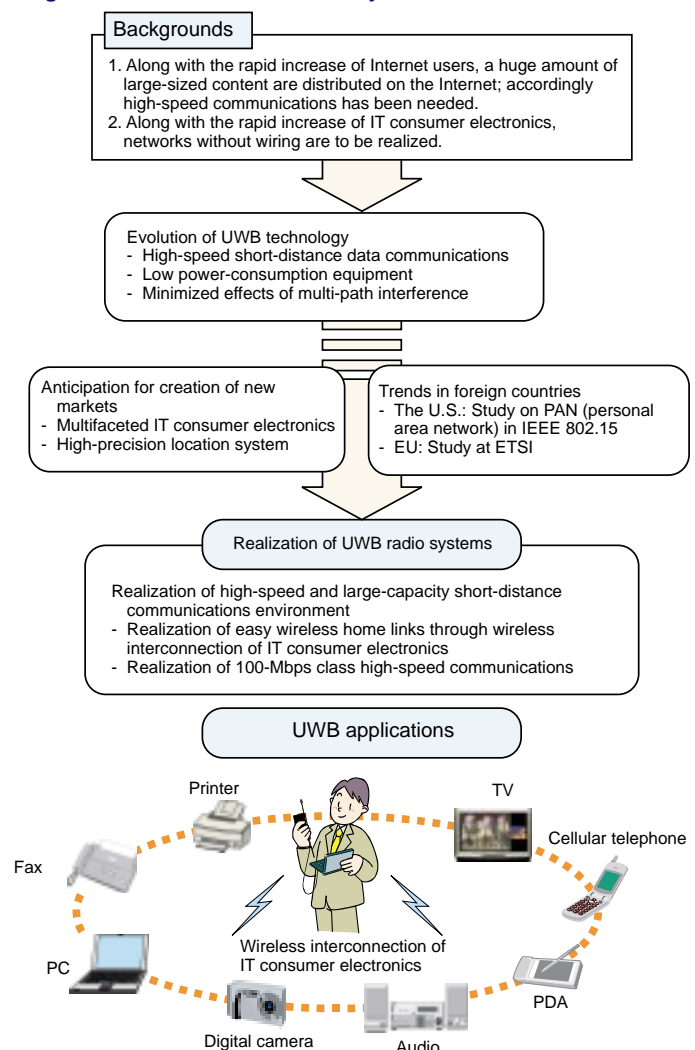 Backgrounds
1. Along with the rapid increase of Internet users, a huge amount of
large-sized content are distributed on the Internet; accordingly
high-speed communications has been needed.
2. Along with the rapid increase of IT consumer electronics,
networks without wiring are to be realized.
Evolution of UWB technology
- High-speed short-distance data communications
- Low power-consumption equipment
- Minimized effects of multi-path interference
Anticipation for creation of new
markets
- Multifaceted IT consumer electronics
- High-precision location system
Trends in foreign countries
- The U.S.: Study on PAN (personal
area network) in IEEE 802.15
- EU: Study at ETSI
Realization of UWB radio systems
Realization of high-speed and large-capacity short-distance
communications environment
- Realization of easy wireless home links through wireless
interconnection of IT consumer electronics
- Realization of 100-Mbps class high-speed communications
UWB applications
Printer
TV
Cellular telephone
Fax
Wireless interconnection of
IT consumer electronics
PC
PDA
Digital camera
Audio